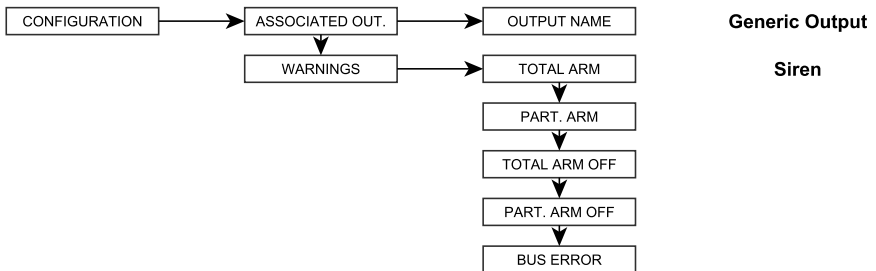 CONFIGURATION
ASSOCIATED OUT.
OUTPUT NAME
Generic Output
WARNINGS
TOTAL ARM
Siren
PART. ARM
TOTAL ARM OFF
PART. ARM OFF
BUS ERROR